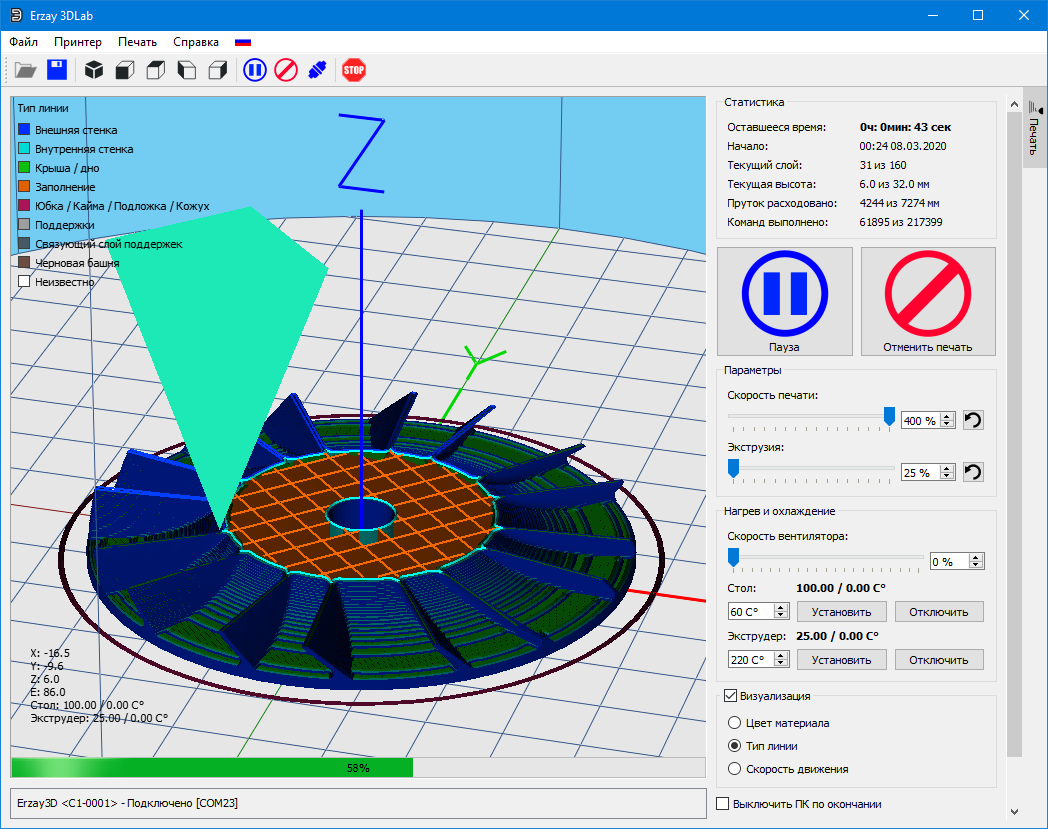 Erzay 3DLab
Файл Принтер Печать Справка
STOP
Тип линии
Внешняя стенка
Внутренняя стенка
Крыша / дно
Заполнение
Юбка / Кайма / Подложка / Кожух
Поддержки
Связующий слой поддержек
Черновая башня
Неизвестно
Z
Y
X: -16.5
Y: -9.6
Z: 6.0
E: 86.0
Стол: 100.00 / 0.00 C°
Экструдер: 25.00 / 0.00 C°
58%
Erzay3D <C1-0001> - Подключено [COM23]
Статистика
Оставшееся время: 0ч: 0мин: 43 сек
Начало: 00:24 08.03.2020
Текущий слой: 31 из 160
Текущая высота: 6.0 из 32.0 мм
Пруток расходовано: 4244 из 7274 мм
Команд выполнено: 61895 из 217399
Пауза Отменить печать
Параметры
Скорость печати:
400 %
Экструзия:
25 %
Нагрев и охлаждение
Скорость вентилятора:
0 %
Стол: 100.00 / 0.00 C°
60 C° Установить Отключить
Экструдер: 25.00 / 0.00 C°
220 C° Установить Отключить
Визуализация
Цвет материала
Тип линии
Скорость движения
Выключить ПК по окончании
Печать